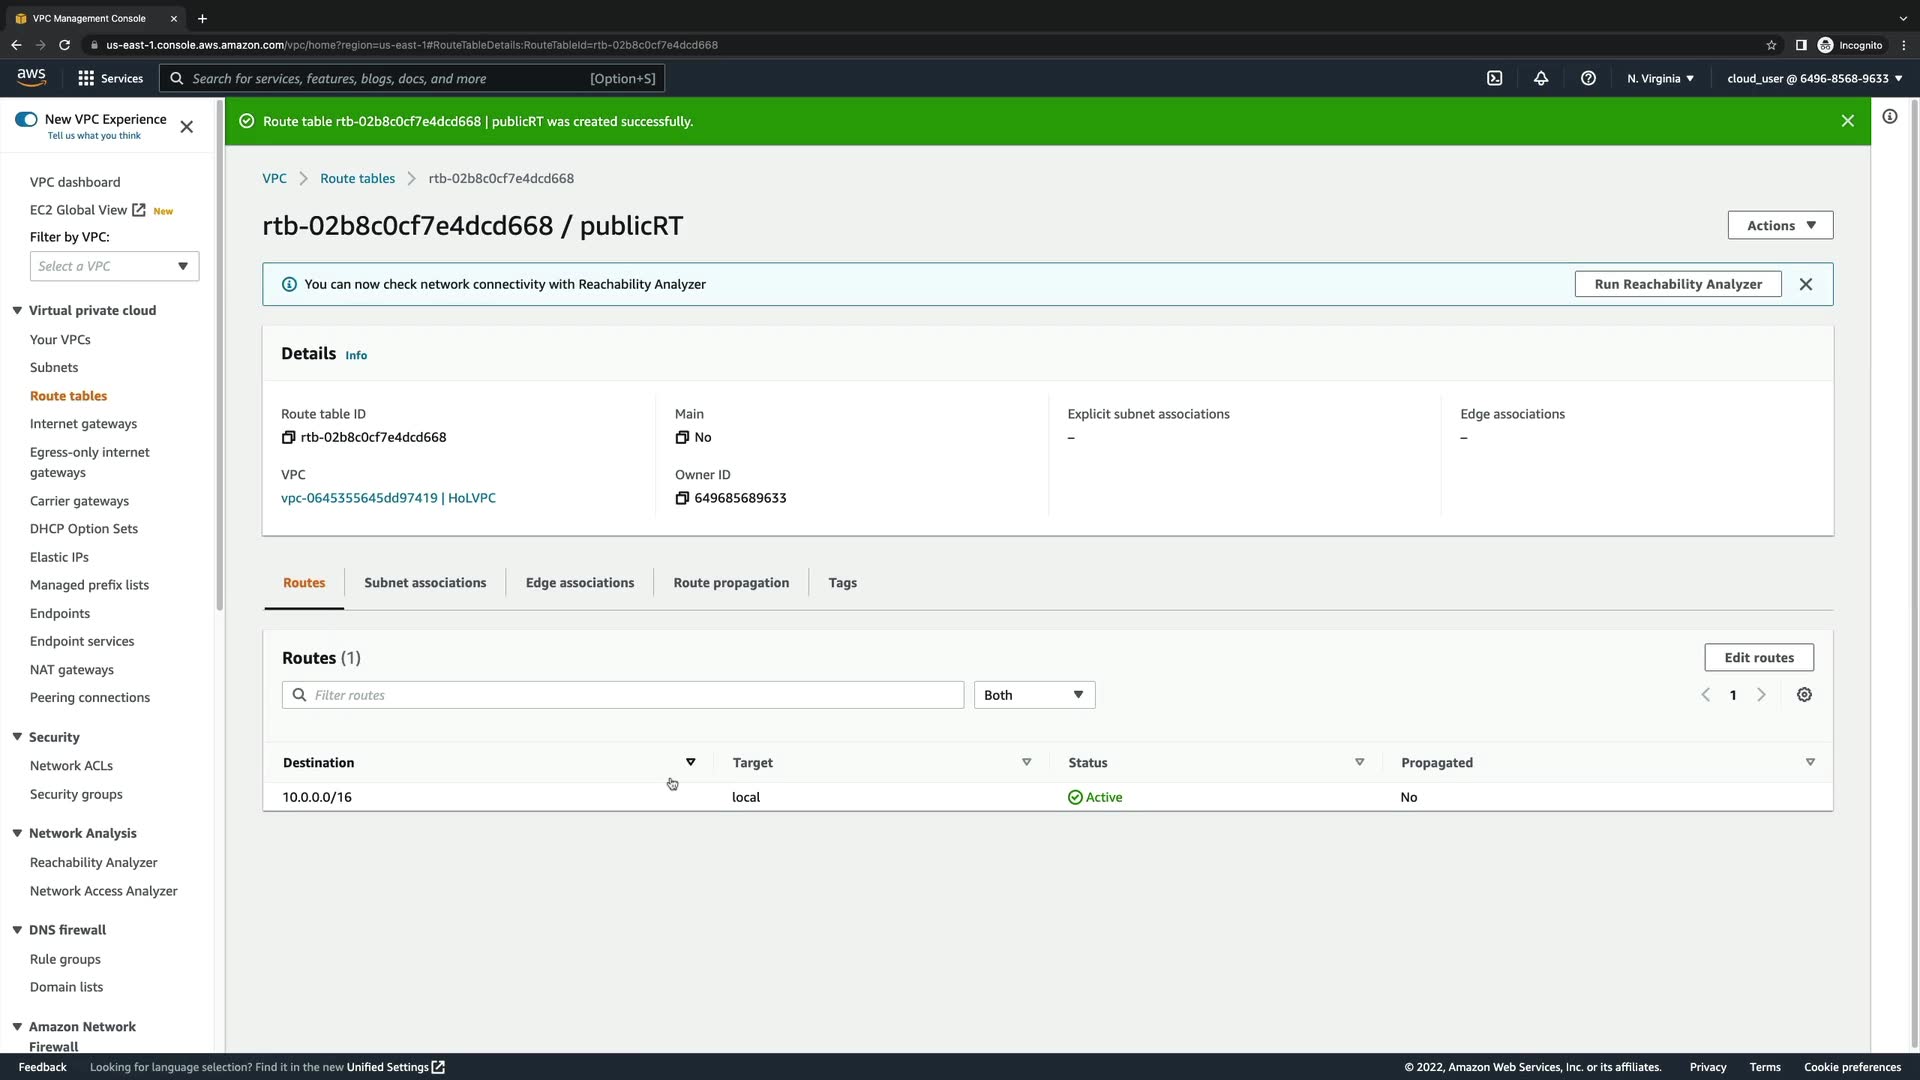 VPC Management Console
us-east-1.console.aws.amazon.com/vpc/home?region=us-east-1#RouteTableDetails:RouteTableId=rtb-02b8c0cf7e4dcd668
Incognito
aws
Services
Search for services, features, blogs, docs, and more
[Option+S]
N. Virginia
cloud_user @ 6496-8568-9633
New VPC Experience
Tell us what you think
Route table rtb-02b8c0cf7e4dcd668 | publicRT was created successfully.
VPC dashboard
EC2 Global View
New
Filter by VPC:
Select a VPC
Virtual private cloud
Your VPCs
Subnets
Route tables
Internet gateways
Egress-only internet
gateways
Carrier gateways
DHCP Option Sets
Elastic IPs
Managed prefix lists
Endpoints
Endpoint services
NAT gateways
Peering connections
Security
Network ACLs
Security groups
Network Analysis
Reachability Analyzer
Network Access Analyzer
DNS firewall
Rule groups
Domain lists
Amazon Network
Firewall
VPC
Route tables
rtb-02b8c0cf7e4dcd668
rtb-02b8c0cf7e4dcd668 / publicRT
Actions
You can now check network connectivity with Reachability Analyzer
Run Reachability Analyzer
Details
Info
Route table ID
rtb-02b8c0cf7e4dcd668
Main
No
Explicit subnet associations
–
Edge associations
–
VPC
vpc-0645355645dd97419 | HoLVPC
Owner ID
649685689633
Routes
Subnet associations
Edge associations
Route propagation
Tags
Routes (1)
Edit routes
Filter routes
Both
1
Destination
Target
Status
Propagated
10.0.0.0/16
local
Active
No
Feedback
Looking for language selection? Find it in the new Unified Settings
© 2022, Amazon Web Services, Inc. or its affiliates.
Privacy
Terms
Cookie preferences